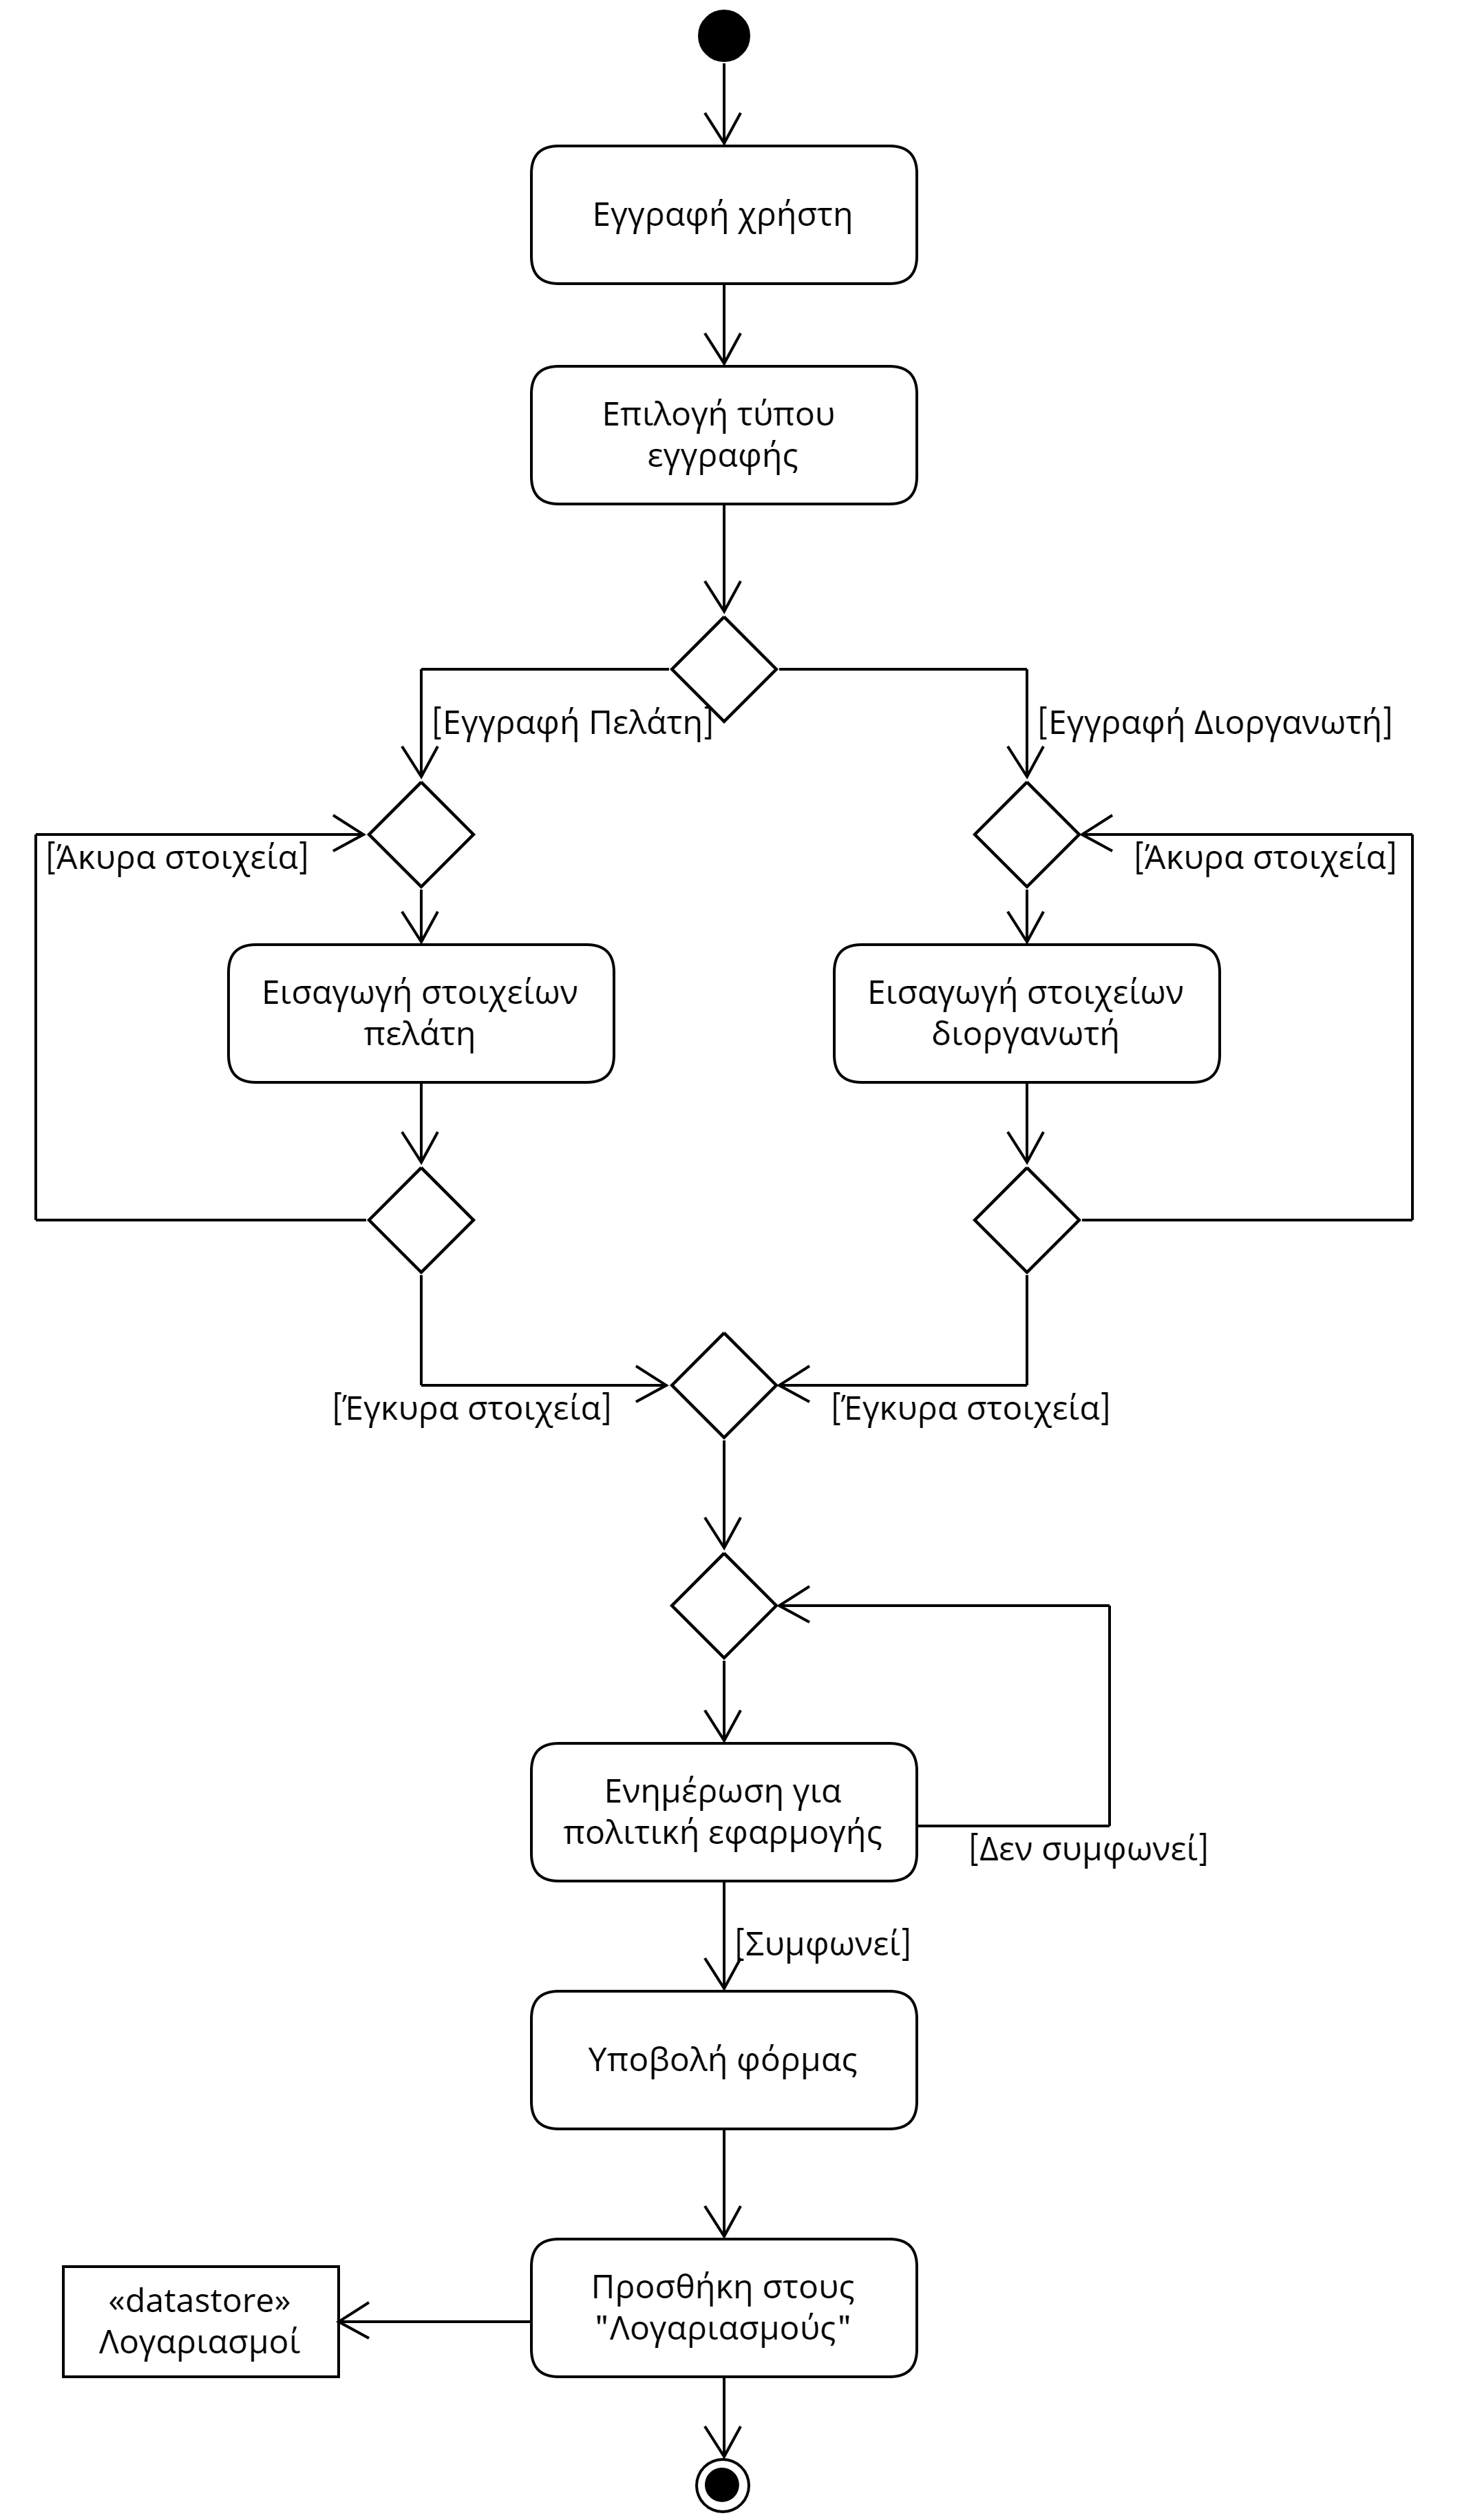 Εγγραφή χρήστη
Επιλογή τύπου
εγγραφής
[Εγγραφή Πελάτη]
[Εγγραφή Διοργανωτή]
[Άκυρα στοιχεία]
[Άκυρα στοιχεία]
Εισαγωγή στοιχείων
πελάτη
Εισαγωγή στοιχείων
διοργανωτή
[Έγκυρα στοιχεία]
[Έγκυρα στοιχεία]
Ενημέρωση για
πολιτική εφαρμογής
[Δεν συμφωνεί]
[Συμφωνεί]
Υποβολή φόρμας
Προσθήκη στους
"Λογαριασμούς"
«datastore»
Λογαριασμοί